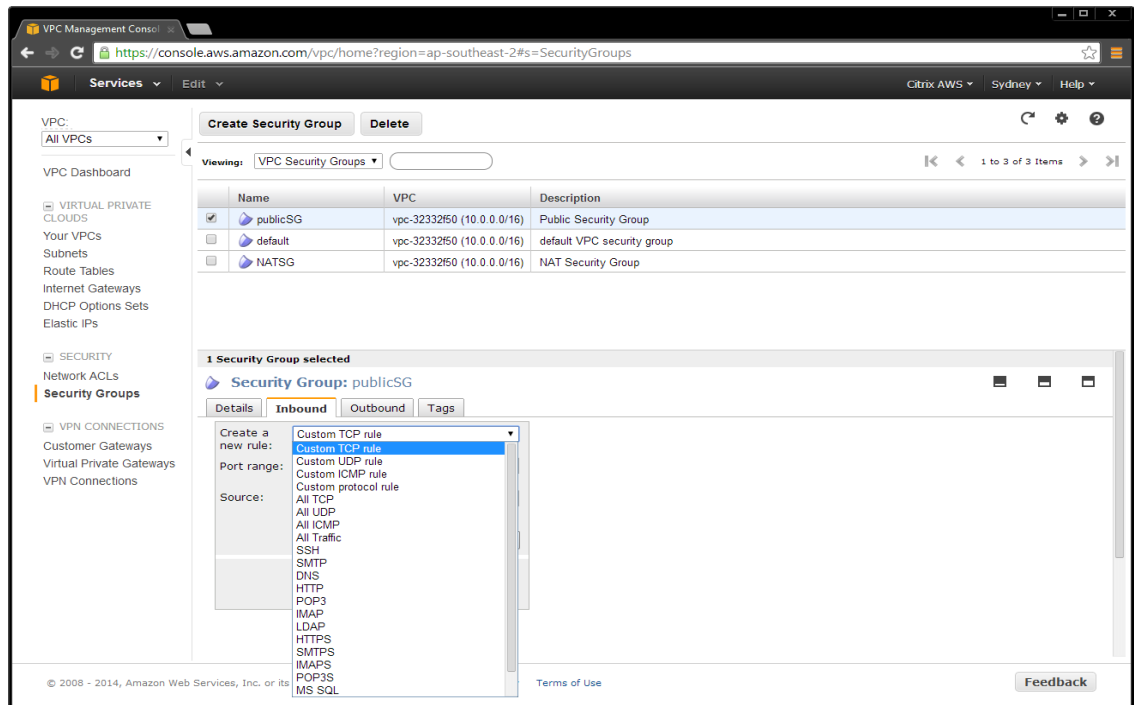 VPC Management Consol
https://console.aws.amazon.com/vpc/home?region=ap-southeast-2#s=SecurityGroups
Services Edit Citrix AWS Sydney Help
VPC:
All VPCs
VPC Dashboard
VIRTUAL PRIVATE
CLOUDS
Your VPCs
Subnets
Route Tables
Internet Gateways
DHCP Options Sets
Elastic IPs
SECURITY
Network ACLs
Security Groups
VPN CONNECTIONS
Customer Gateways
Virtual Private Gateways
VPN Connections
Create Security Group Delete
Viewing: VPC Security Groups 1 to 3 of 3 Items
Name VPC Description
publicSG vpc-32332f50 (10.0.0.0/16) Public Security Group
default vpc-32332f50 (10.0.0.0/16) default VPC security group
NATSG vpc-32332f50 (10.0.0.0/16) NAT Security Group
1 Security Group selected
Security Group: publicSG
Details Inbound Outbound Tags
Create a
new rule:
Custom TCP rule
Port range:
Source:
Custom TCP rule
Custom UDP rule
Custom ICMP rule
Custom protocol rule
All TCP
All UDP
All ICMP
All Traffic
SSH
SMTP
DNS
HTTP
POP3
IMAP
LDAP
HTTPS
SMTPS
IMAPS
POP3S
MS SQL
© 2008 - 2014, Amazon Web Services, Inc. or its Terms of Use
Feedback